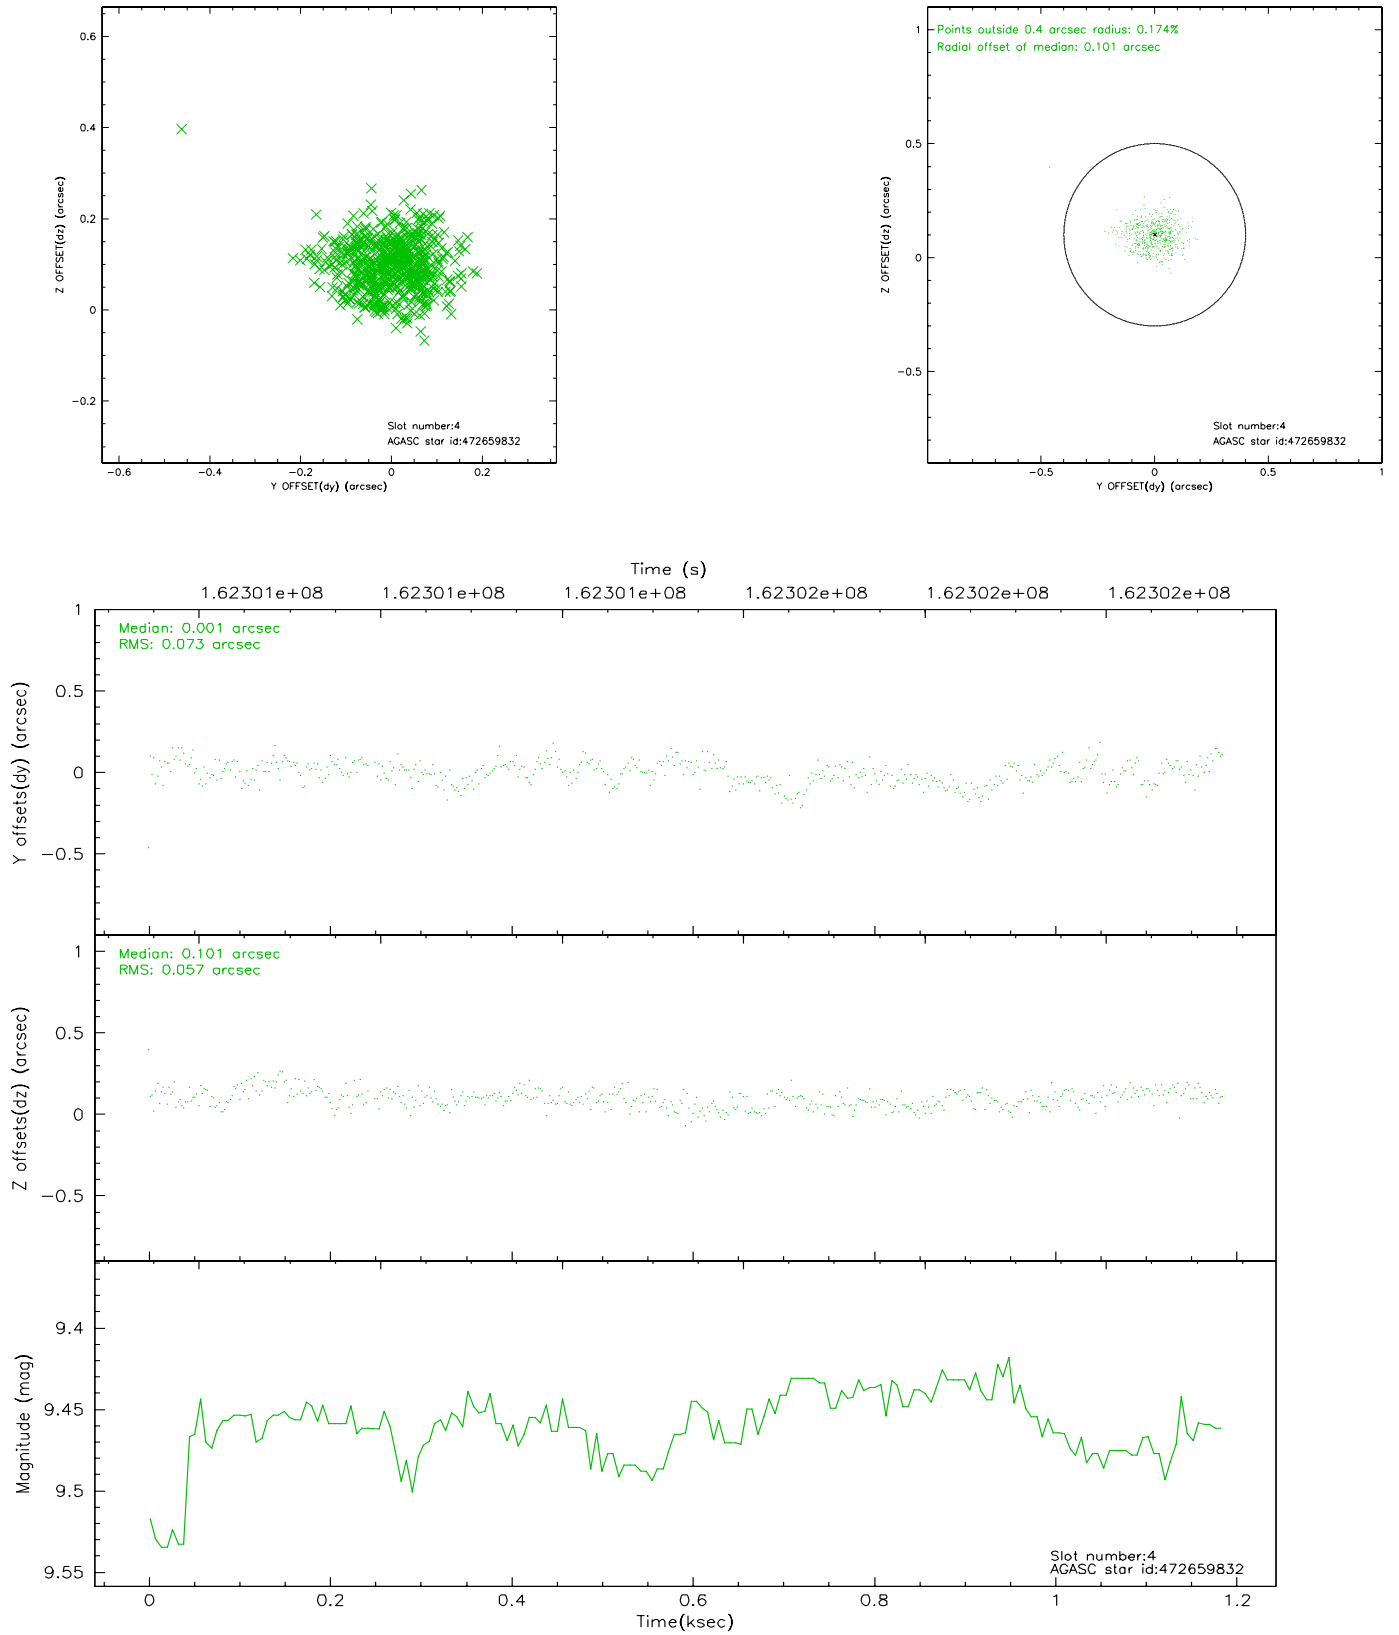 0.6
0.4
0.2
0
−0.2
Z OFFSET(dz) (arcsec)
Slot number:4
AGASC star id:472659832
−0.6 −0.4 −0.2 0 0.2
Y OFFSET(dy) (arcsec)
Points outside 0.4 arcsec radius: 0.174%
Radial offset of median: 0.101 arcsec
1
0.5
0
−0.5
Z OFFSET(dz) (arcsec)
Slot number:4
AGASC star id:472659832
−0.5 0 0.5 1
Y OFFSET(dy) (arcsec)
Time (s)
1.62301e+08 1.62301e+08 1.62301e+08 1.62302e+08 1.62302e+08 1.62302e+08
Median: 0.001 arcsec
RMS: 0.073 arcsec
1
0.5
0
−0.5
Y offsets(dy) (arcsec)
Median: 0.101 arcsec
RMS: 0.057 arcsec
1
0.5
0
−0.5
Z offsets(dz) (arcsec)
9.4
9.45
9.5
9.55
Magnitude (mag)
Slot number:4
AGASC star id:472659832
0 0.2 0.4 0.6 0.8 1 1.2
Time(ksec)